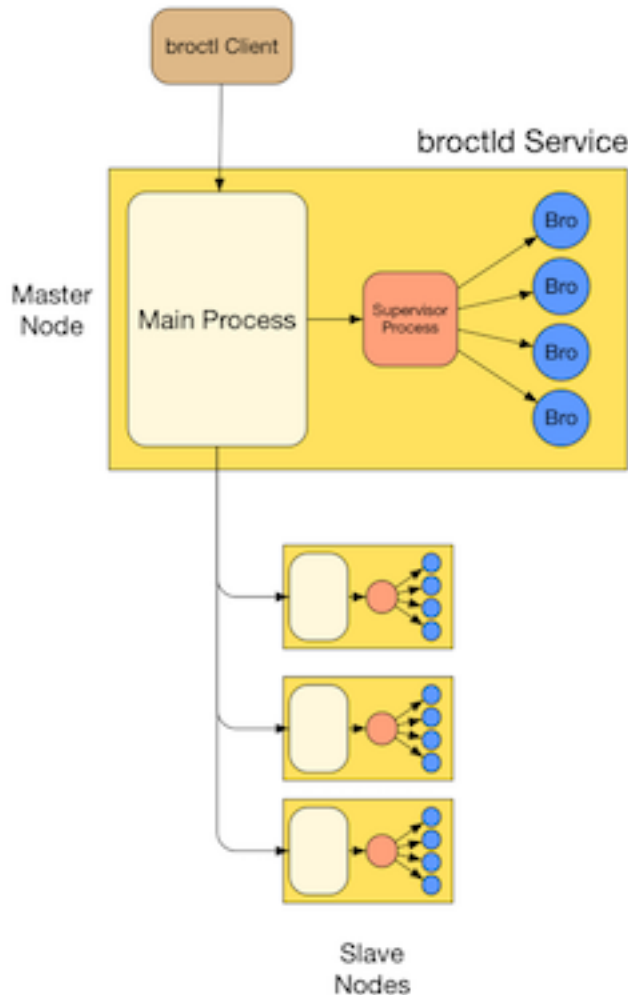 broctl Client
broctld Service
Master
Node
Main Process
Supervisor
Process
Bro
Bro
Bro
Bro
Slave
Nodes